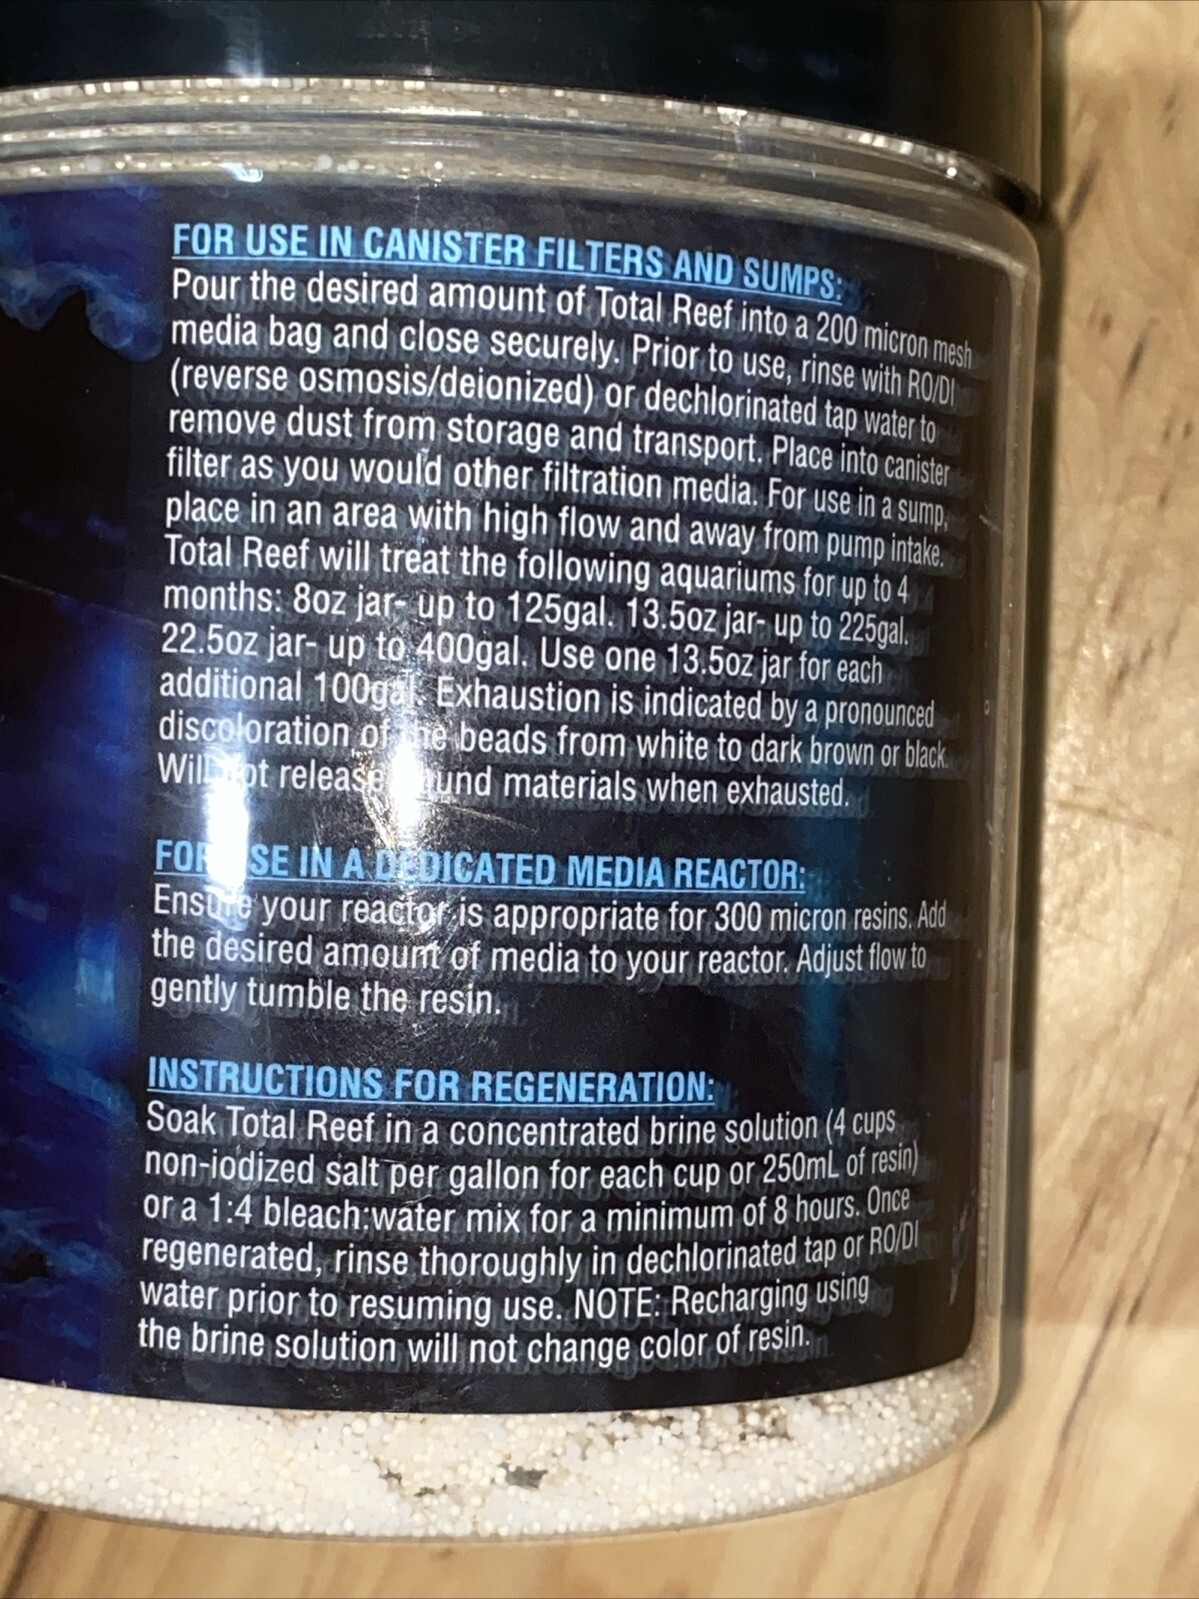 FOR USE IN CANISTER FILTERS AND SUMPS:
Pour the desired amount of Total Reef into a 200 micron mesh
media bag and close securely. Prior to use, rinse with RO/DI
(reverse osmosis/deionized) or dechlorinated tap water to
remove dust from storage and transport. Place into canister
filter as you would other filtration media. For use in a sump,
place in an area with high flow and away from pump intake.
Total Reef will treat the following aquariums for up to 4
months: 8oz jar- up to 125gal. 13.5oz jar- up to 225gal.
22.5oz jar- up to 400gal. Use one 13.5oz jar for each
additional 100gal. Exhaustion is indicated by a pronounced
discoloration of the beads from white to dark brown or black.
Will not release bound materials when exhausted.
FOR USE IN A DEDICATED MEDIA REACTOR:
Ensure your reactor is appropriate for 300 micron resins. Add
the desired amount of media to your reactor. Adjust flow to
gently tumble the resin.
INSTRUCTIONS FOR REGENERATION:
Soak Total Reef in a concentrated brine solution (4 cups
non-iodized salt per gallon for each cup or 250mL of resin)
or a 1:4 bleach:water mix for a minimum of 8 hours. Once
regenerated, rinse thoroughly in dechlorinated tap or RO/DI
water prior to resuming use. NOTE: Recharging using
the brine solution will not change color of resin.